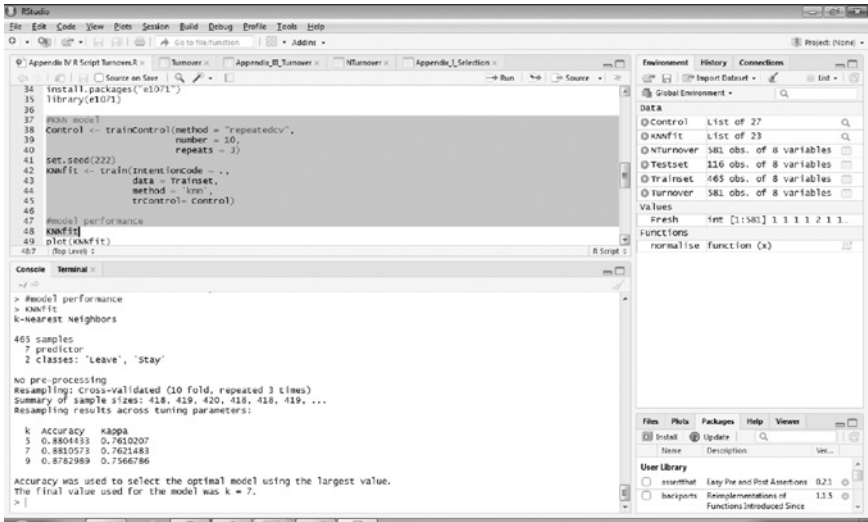 RStudio
File Edit Code View Plots Session Build Debug Profile Tools Help
Go to file/function Addins Project: (None)
Appendix IV R Script Turnover.R Turnover Appendix_III_Turnover NTurnover Appendix_I_Selection
Source on Save Run Source
34 install.packages("e1071")
35 library(e1071)
36
37 #KNN model
38 Control <- trainControl(method = "repeatedcv",
39 number = 10,
40 repeats = 3)
41 set.seed(222)
42 KNNfit <- train(IntentionCode ~ .,
43 data = Trainset,
44 method = 'knn',
45 trControl= Control)
46
47 #model performance
48 KNNfit
49 plot(KNNfit)
48:7 (Top Level) R Script
Console Terminal
~/
> #model performance
> KNNfit
k-Nearest Neighbors
465 samples
7 predictor
2 classes: 'Leave', 'Stay'
No pre-processing
Resampling: Cross-Validated (10 fold, repeated 3 times)
Summary of sample sizes: 418, 419, 420, 418, 418, 419, ...
Resampling results across tuning parameters:
k Accuracy Kappa
5 0.8804433 0.7610207
7 0.8810573 0.7621483
9 0.8782989 0.7566786
Accuracy was used to select the optimal model using the largest value.
The final value used for the model was k = 7.
>
Environment History Connections
Import Dataset List
Global Environment
Data
Control List of 27
KNNfit List of 23
NTurnover 581 obs. of 8 variables
Testset 116 obs. of 8 variables
Trainset 465 obs. of 8 variables
Turnover 581 obs. of 8 variables
Values
Fresh int [1:581] 1 1 1 1 2 1 1…
Functions
normalise function (x)
Files Plots Packages Help Viewer
Install Update
Name Description Ver...
User Library
assertthat Easy Pre and Post Assertions 0.2.1
backports Reimplementations of Functions Introduced Since 1.1.5